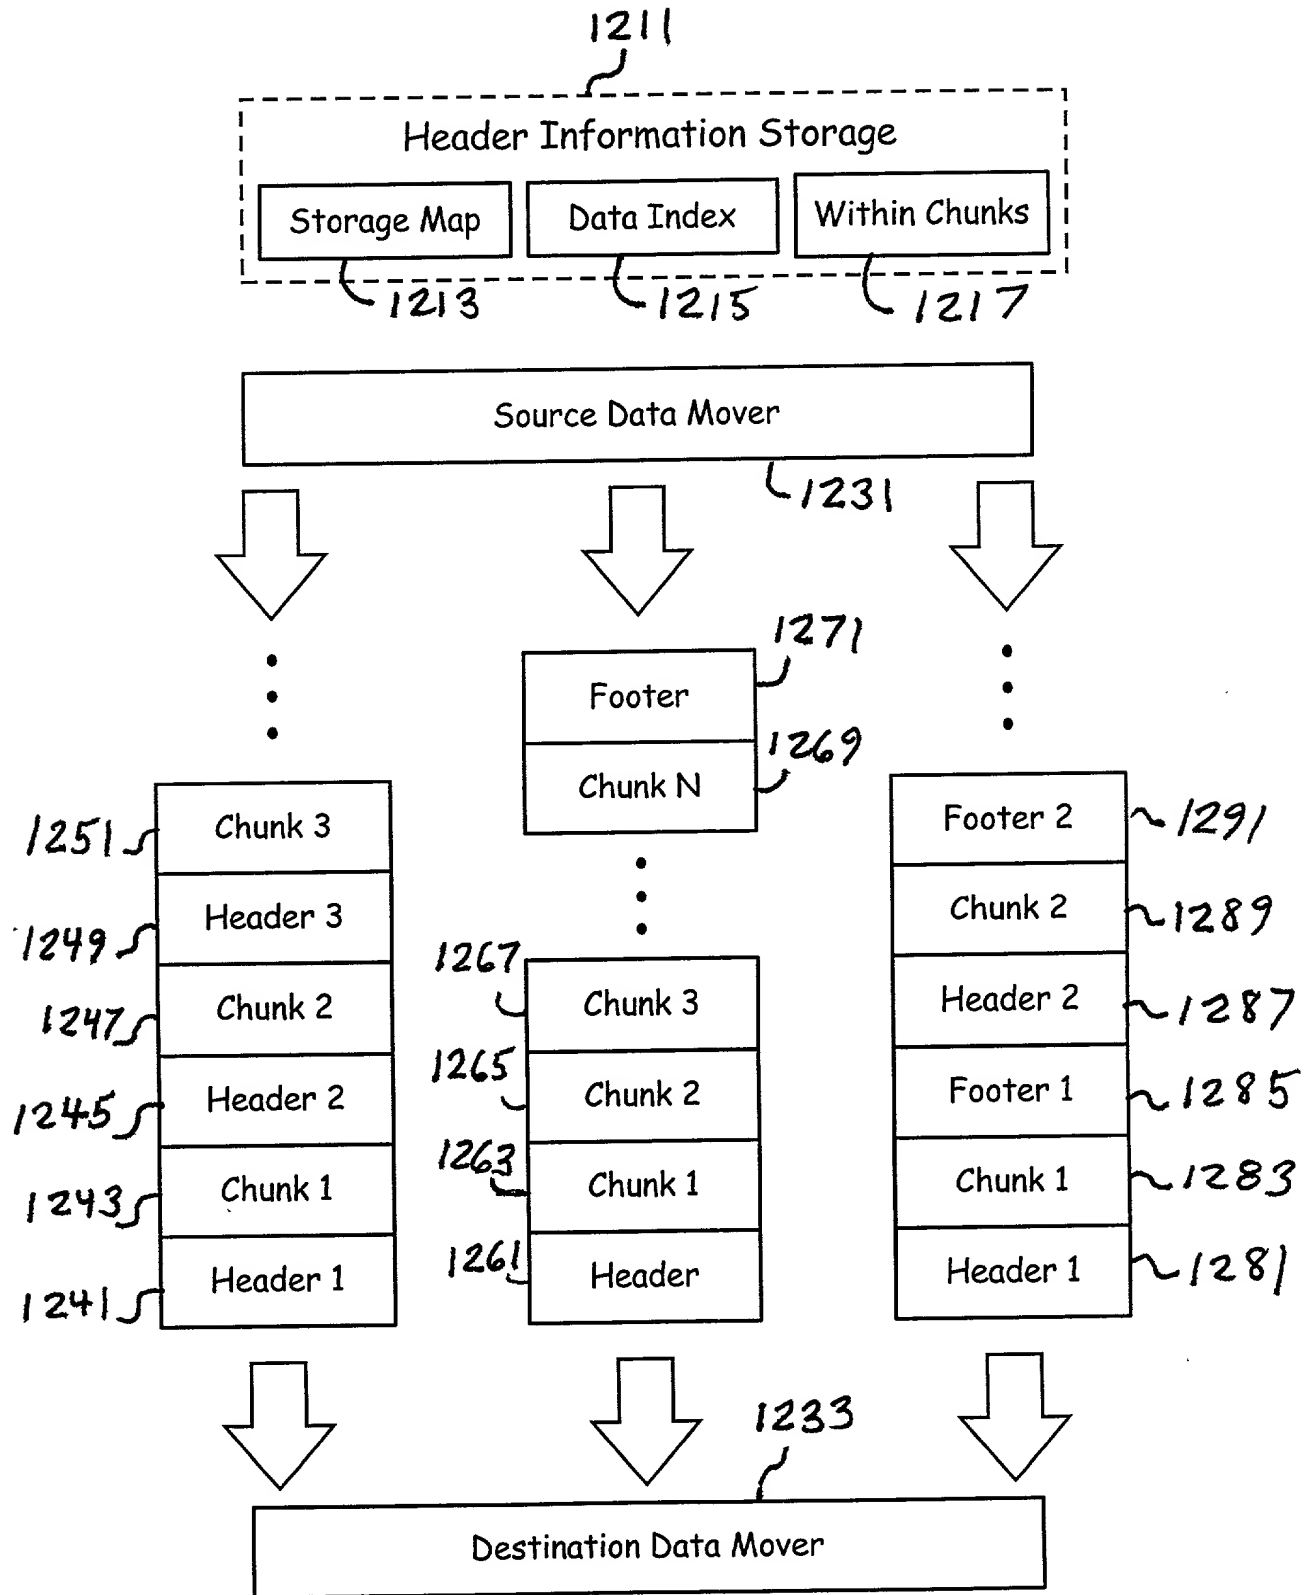 1211
Header Information Storage
Storage Map
Data Index
Within Chunks
1213
1215
1217
Source Data Mover
1231
1251
Chunk 3
1249
Header 3
1247
Chunk 2
1245
Header 2
1243
Chunk 1
1241
Header 1
Footer
1271
Chunk N
1269
1267
Chunk 3
1265
Chunk 2
1263
Chunk 1
1261
Header
Footer 2
1291
Chunk 2
1289
Header 2
1287
Footer 1
1285
Chunk 1
1283
Header 1
1281
1233
Destination Data Mover